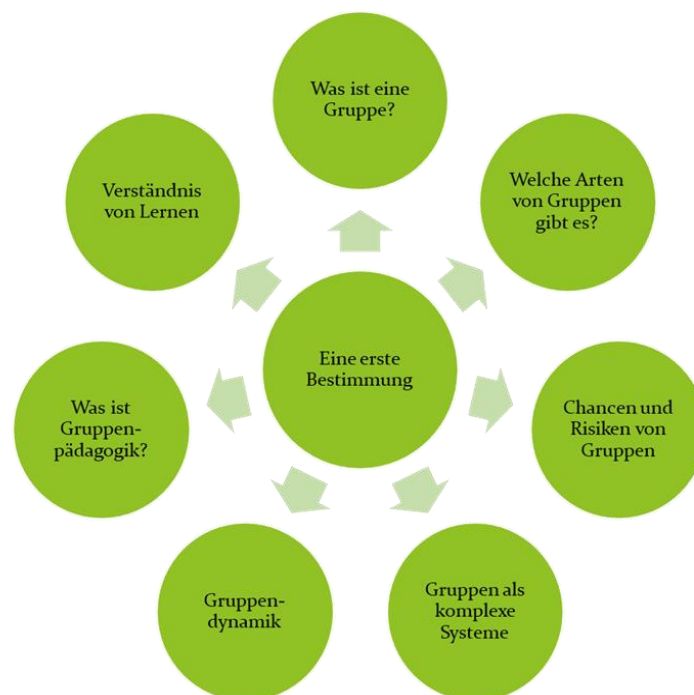 Was ist eine
Gruppe?
Welche Arten
von Gruppen
gibt es?
Chancen und
Risiken von
Gruppen
Gruppen als
komplexe
Systeme
Gruppen-
dynamik
Was ist
Gruppen-
pädagogik?
Verständnis
von Lernen
Eine erste
Bestimmung